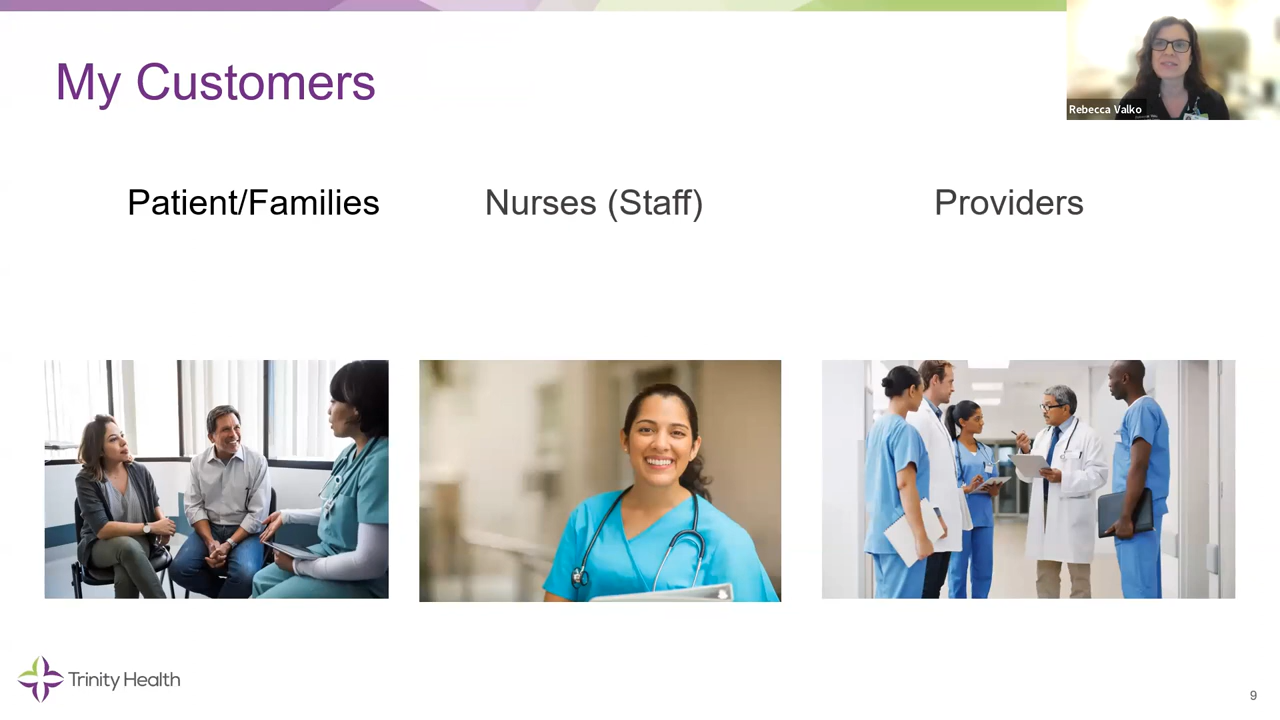 My Customers
Rebecca Valko
Patient/Families
Nurses (Staff)
Providers
Trinity Health
9